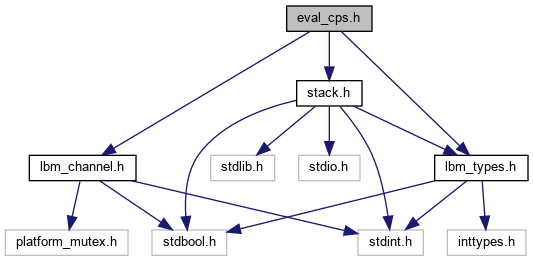 eval_cps.h
stack.h
stdlib.h
stdio.h
lbm_channel.h
lbm_types.h
platform_mutex.h
stdbool.h
stdint.h
inttypes.h